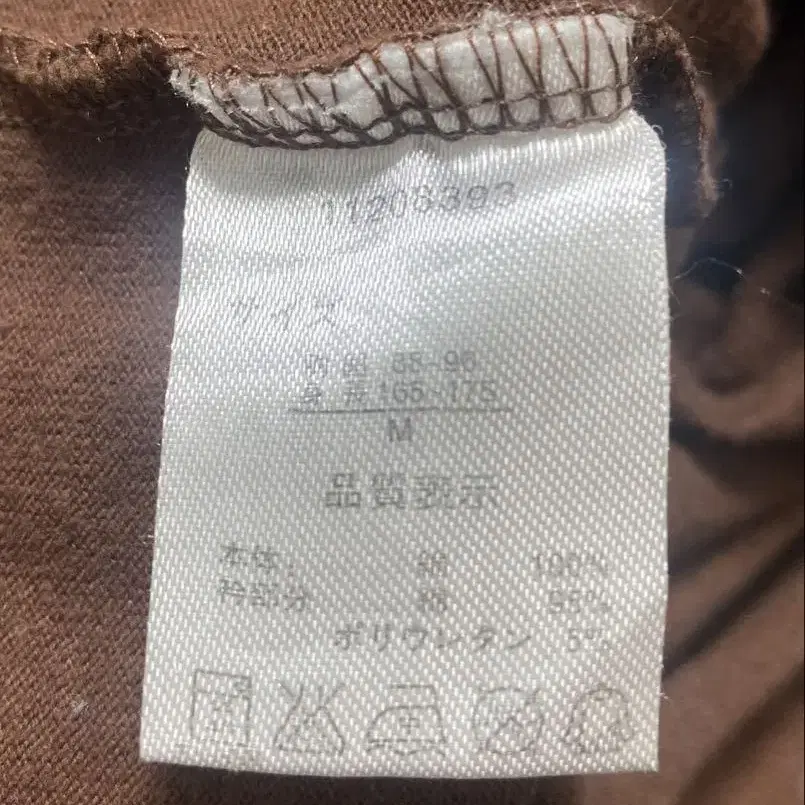 11208393
サイズ
胸 囲 88~96
身 長 165~175
M
品質表示
本体: 綿 100%
衿部分 綿 95%
ポリウレタン 5%
中